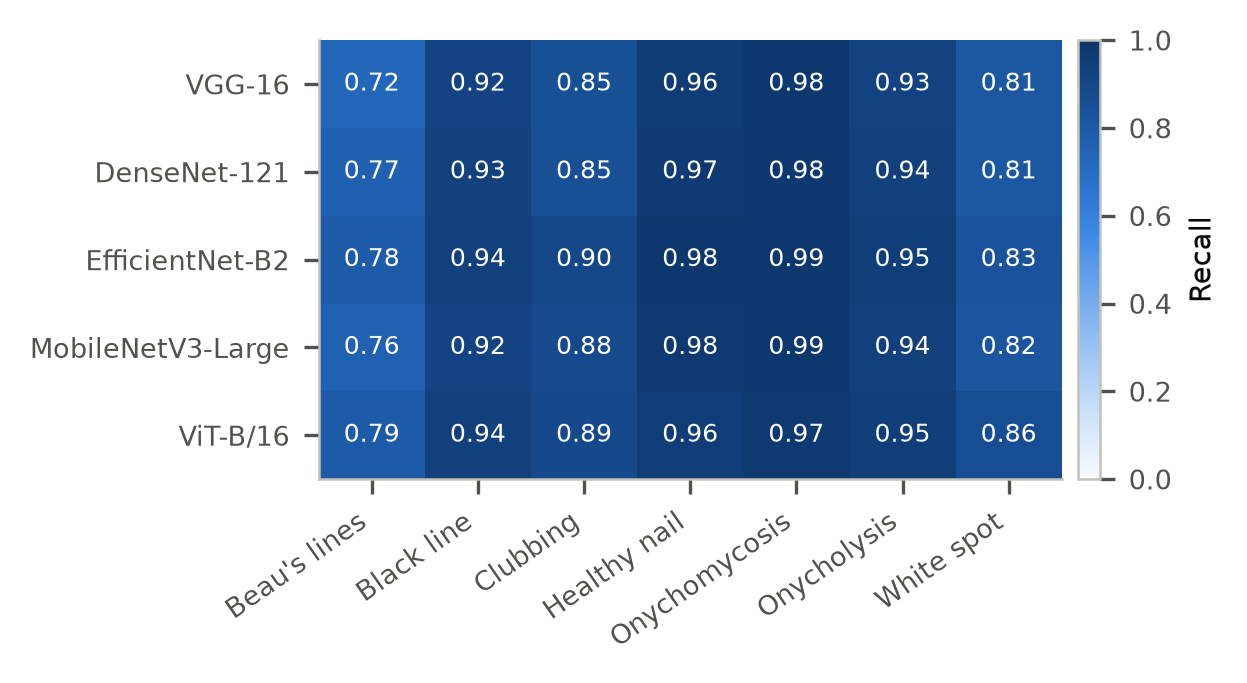 VGG-16 0.72 0.92 0.85 0.96 0.98 0.93 0.81
DenseNet-121 0.77 0.93 0.85 0.97 0.98 0.94 0.81
EfficientNet-B2 0.78 0.94 0.90 0.98 0.99 0.95 0.83
MobileNetV3-Large 0.76 0.92 0.88 0.98 0.99 0.94 0.82
ViT-B/16 0.79 0.94 0.89 0.96 0.97 0.95 0.86
Beau's lines
Black line
Clubbing
Healthy nail
Onychomycosis
Onycholysis
White spot
1.0
0.8
0.6
0.4
0.2
0.0
Recall